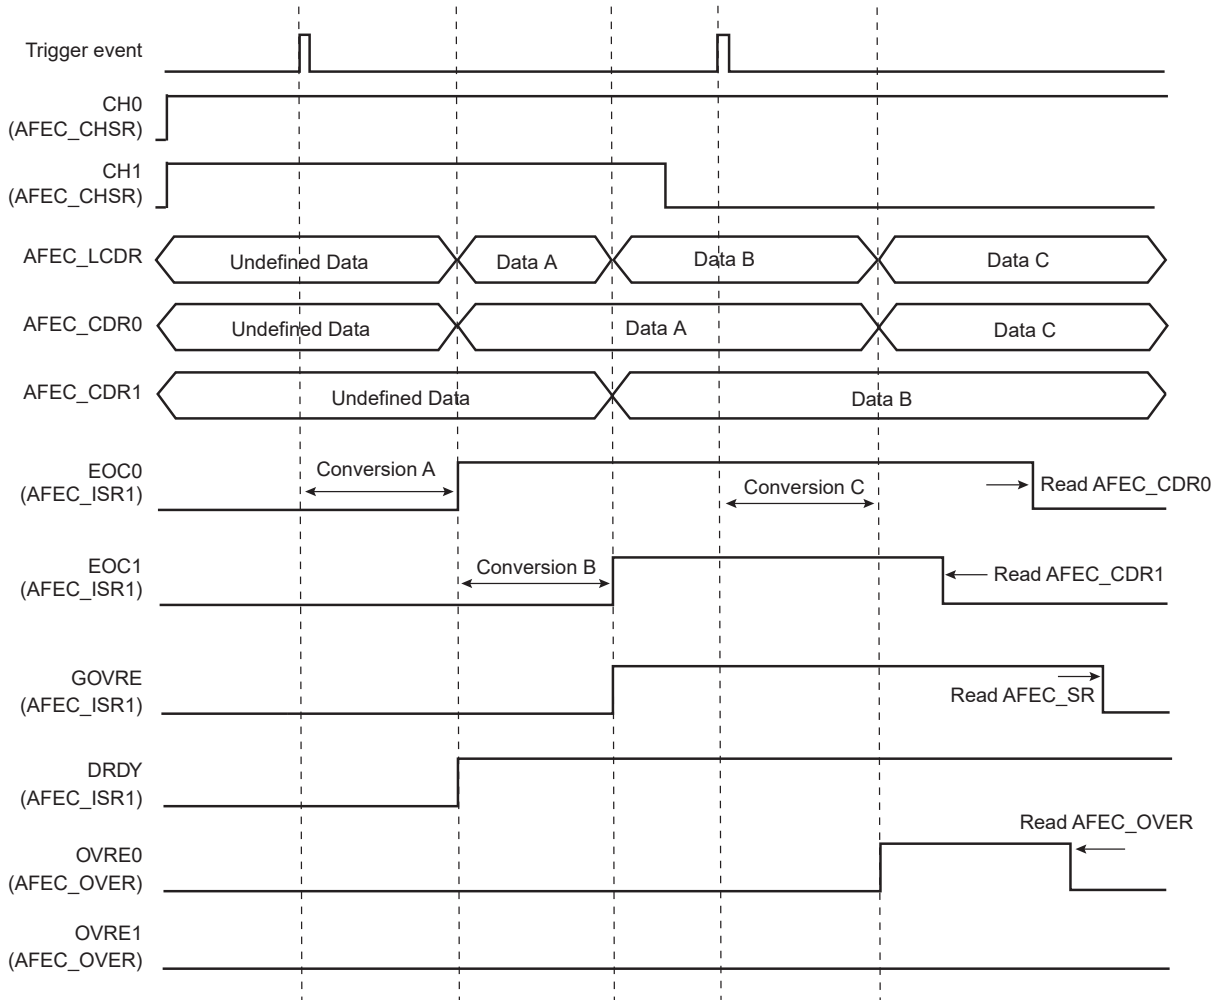 Trigger event
CH0
(AFEC_CHSR)
CH1
(AFEC_CHSR)
AFEC_LCDR
Undefined Data
Data A
Data B
Data C
AFEC_CDR0
Undefined Data
Data A
Data C
AFEC_CDR1
Undefined Data
Data B
EOC0
(AFEC_ISR1)
Conversion A
Conversion C
Read AFEC_CDR0
EOC1
(AFEC_ISR1)
Conversion B
Read AFEC_CDR1
GOVRE
(AFEC_ISR1)
Read AFEC_SR
DRDY
(AFEC_ISR1)
Read AFEC_OVER
OVRE0
(AFEC_OVER)
OVRE1
(AFEC_OVER)